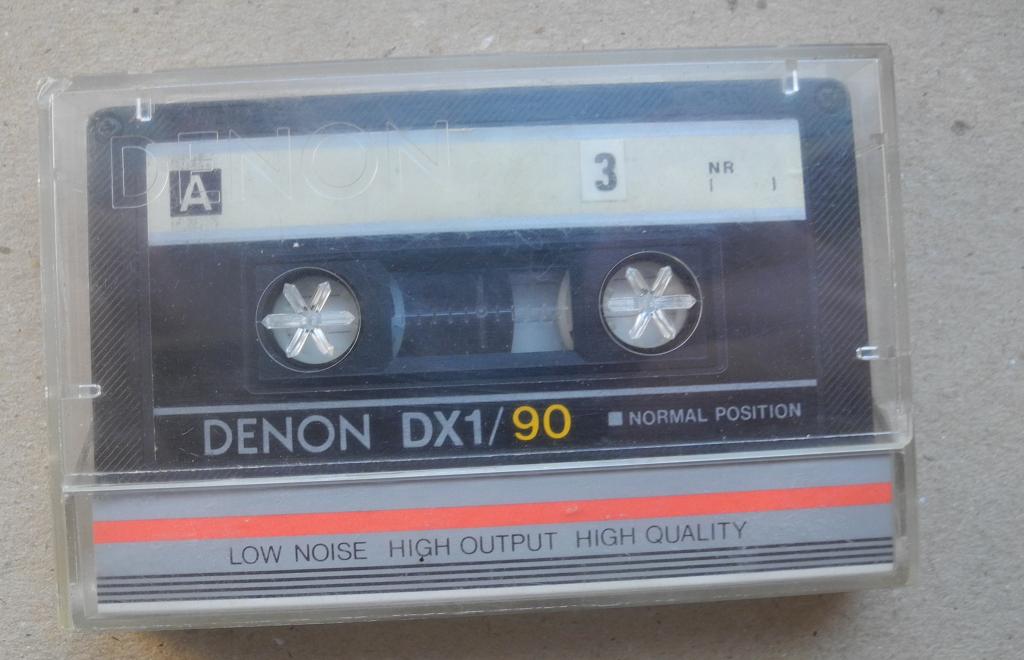 DENON
A 3 NR
DENON DX1/90 NORMAL POSITION
LOW NOISE HIGH OUTPUT HIGH QUALITY